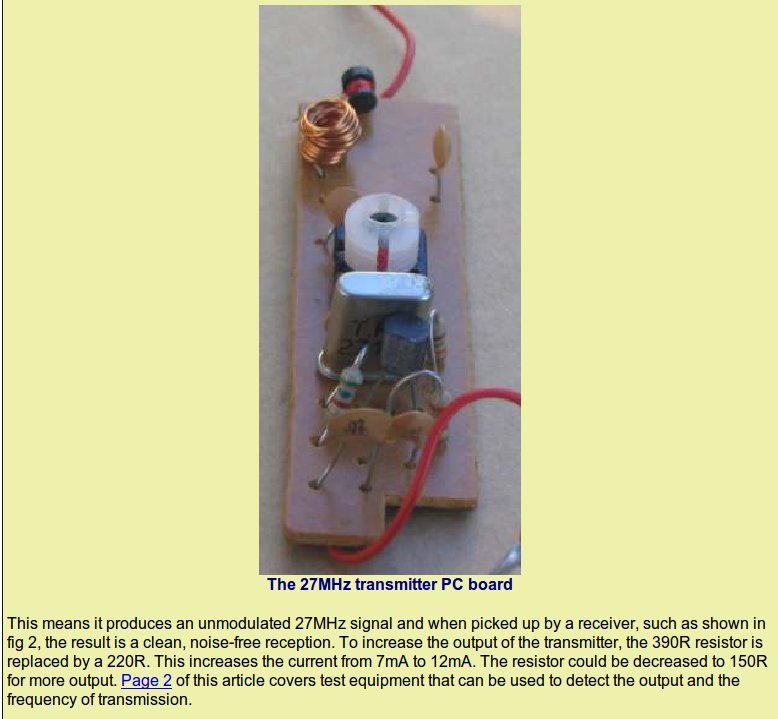 The 27MHz transmitter PC board
This means it produces an unmodulated 27MHz signal and when picked up by a receiver, such as shown in
fig 2, the result is a clean, noise-free reception. To increase the output of the transmitter, the 390R resistor is
replaced by a 220R. This increases the current from 7mA to 12mA. The resistor could be decreased to 150R
for more output. Page 2 of this article covers test equipment that can be used to detect the output and the
frequency of transmission.